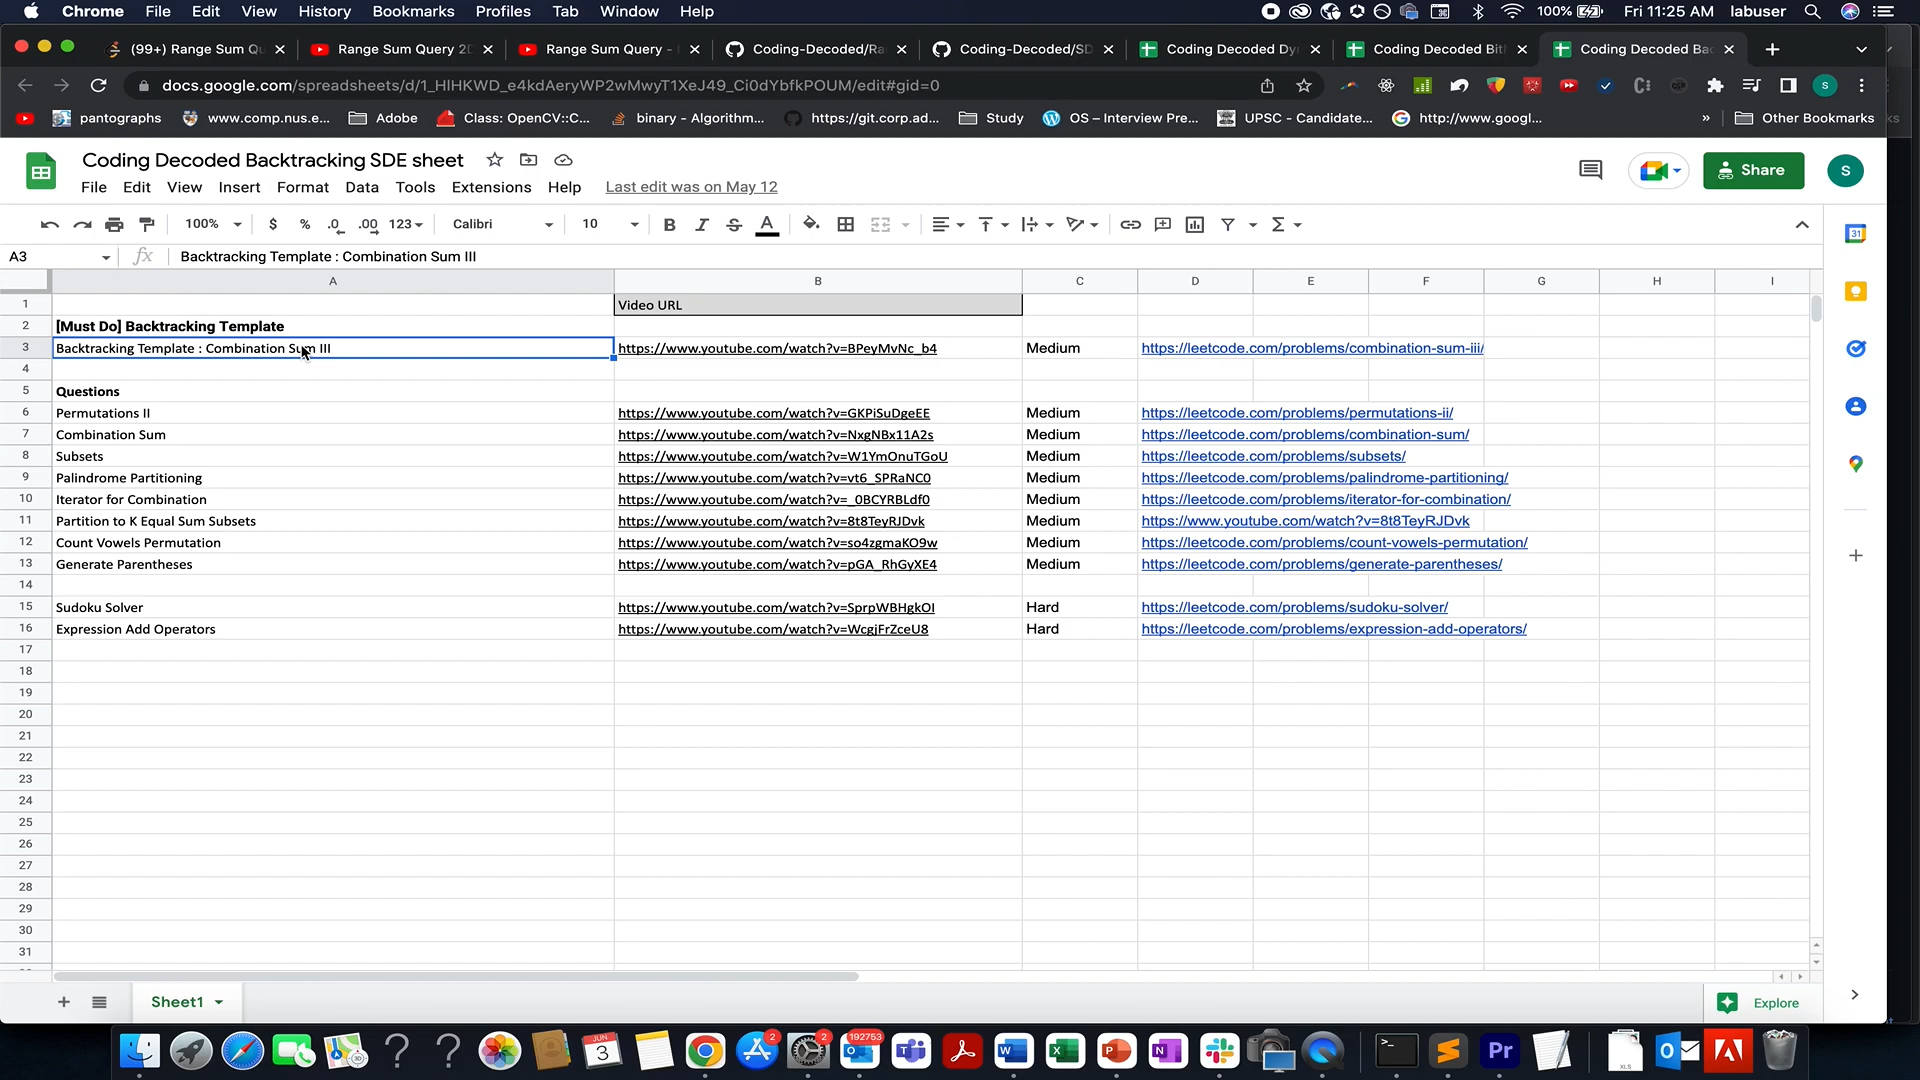 Chrome File Edit View History Bookmarks Profiles Tab Window Help 100% Fri 11:25 AM labuser
(99+) Range Sum Qu
Range Sum Query 2D
Range Sum Query -
Coding-Decoded/Ra
Coding-Decoded/SD
Coding Decoded Dy
Coding Decoded Bit
Coding Decoded Bac
docs.google.com/spreadsheets/d/1_HlHKWD_e4kdAeryWP2wMwyT1XeJ49_Ci0dYbfkPOUM/edit#gid=0
pantographs www.comp.nus.e... Adobe Class: OpenCV::C... binary - Algorithm... https://git.corp.ad... Study OS – Interview Pre... UPSC - Candidate... http://www.googl... » Other Bookmarks
Coding Decoded Backtracking SDE sheet
Share
S
File Edit View Insert Format Data Tools Extensions Help Last edit was on May 12
100% $ % .0 .00 123 Calibri 10 B I S A
A3 fx Backtracking Template : Combination Sum III
A B C D E F G H I
1 Video URL
2 [Must Do] Backtracking Template
3 Backtracking Template : Combination Sum III https://www.youtube.com/watch?v=BPeyMvNc_b4 Medium https://leetcode.com/problems/combination-sum-iii/
4
5 Questions
6 Permutations II https://www.youtube.com/watch?v=GKPiSuDgeEE Medium https://leetcode.com/problems/permutations-ii/
7 Combination Sum https://www.youtube.com/watch?v=NxgNBx11A2s Medium https://leetcode.com/problems/combination-sum/
8 Subsets https://www.youtube.com/watch?v=W1YmOnuTGoU Medium https://leetcode.com/problems/subsets/
9 Palindrome Partitioning https://www.youtube.com/watch?v=vt6_SPRaNC0 Medium https://leetcode.com/problems/palindrome-partitioning/
10 Iterator for Combination https://www.youtube.com/watch?v=_0BCYRBLdf0 Medium https://leetcode.com/problems/iterator-for-combination/
11 Partition to K Equal Sum Subsets https://www.youtube.com/watch?v=8t8TeyRJDvk Medium https://www.youtube.com/watch?v=8t8TeyRJDvk
12 Count Vowels Permutation https://www.youtube.com/watch?v=so4zgmaKO9w Medium https://leetcode.com/problems/count-vowels-permutation/
13 Generate Parentheses https://www.youtube.com/watch?v=pGA_RhGyXE4 Medium https://leetcode.com/problems/generate-parentheses/
14
15 Sudoku Solver https://www.youtube.com/watch?v=SprpWBHgkOI Hard https://leetcode.com/problems/sudoku-solver/
16 Expression Add Operators https://www.youtube.com/watch?v=WcgjFrZceU8 Hard https://leetcode.com/problems/expression-add-operators/
17
18
19
20
21
22
23
24
25
26
27
28
29
30
31
Sheet1
Explore
JUN 3 2 2 192753 Pr XLS